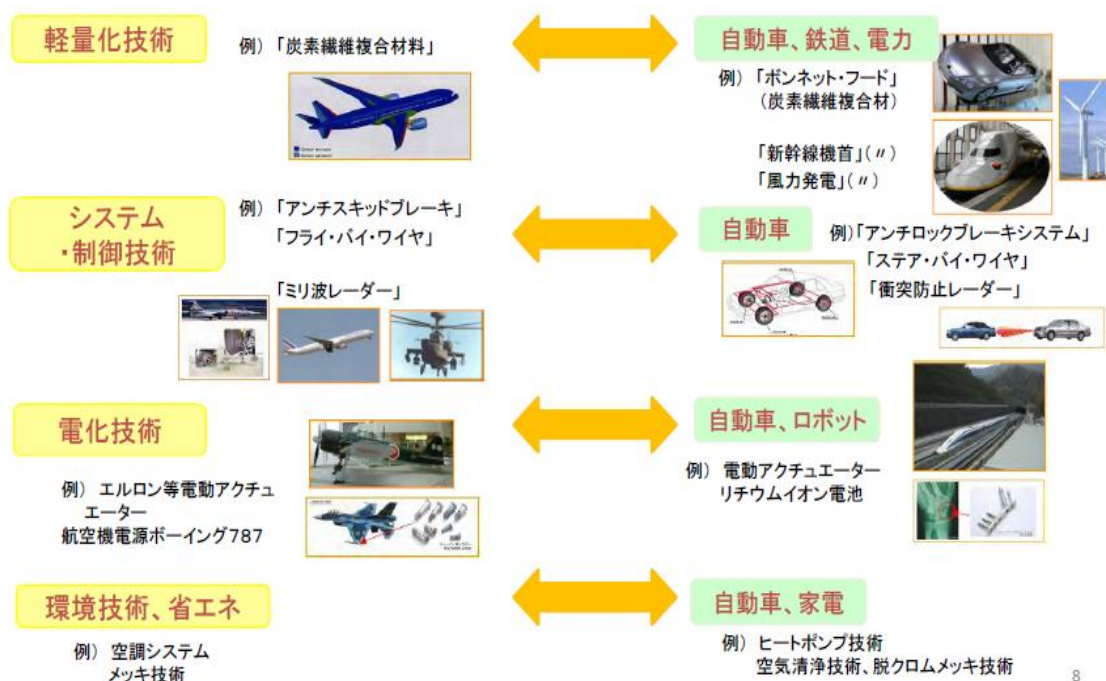 軽量化技術
例）「炭素繊維複合材料」
自動車、鉄道、電力
例）「ボンネット・フード」
（炭素繊維複合材）
「新幹線機首」（〃）
「風力発電」（〃）
システム
・制御技術
例）「アンチスキッドブレーキ」
「フライ・バイ・ワイヤ」
「ミリ波レーダー」
自動車
例）「アンチロックブレーキシステム」
「ステア・バイ・ワイヤ」
「衝突防止レーダー」
電化技術
例） エルロン等電動アクチュ
エーター
航空機電源ボーイング787
自動車、ロボット
例） 電動アクチュエーター
リチウムイオン電池
環境技術、省エネ
例） 空調システム
メッキ技術
自動車、家電
例） ヒートポンプ技術
空気清浄技術、脱クロムメッキ技術
8